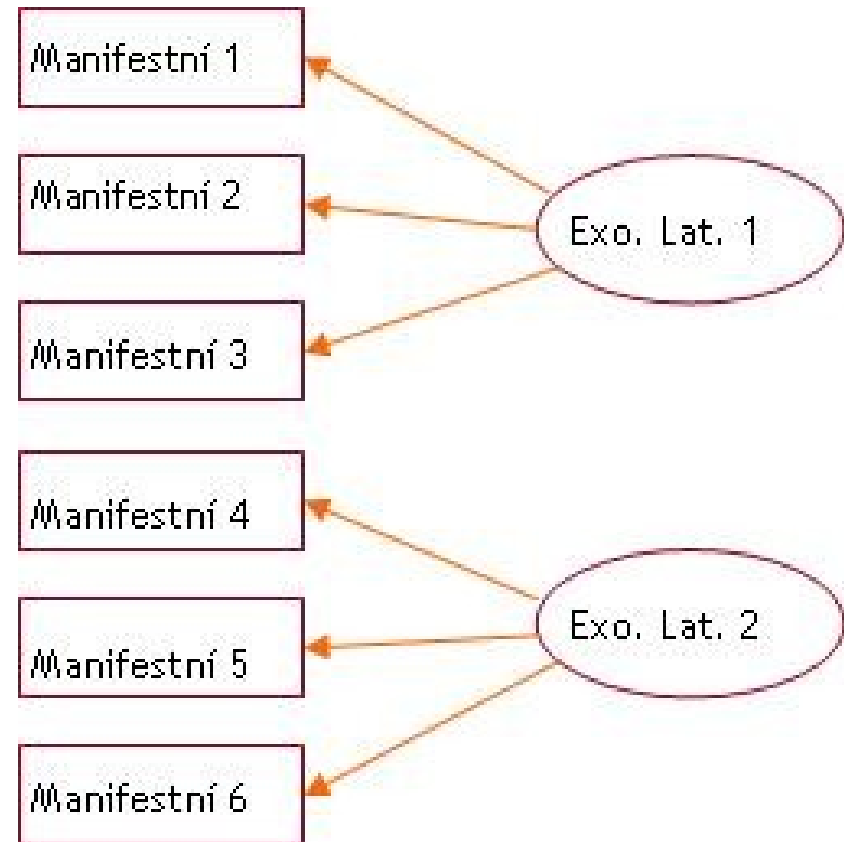 Manifestní 1
Manifestní 2
Exo. Lat. 1
Manifestní 3
Manifestní 4
Exo. Lat. 2
Manifestní 5
Manifestní 6